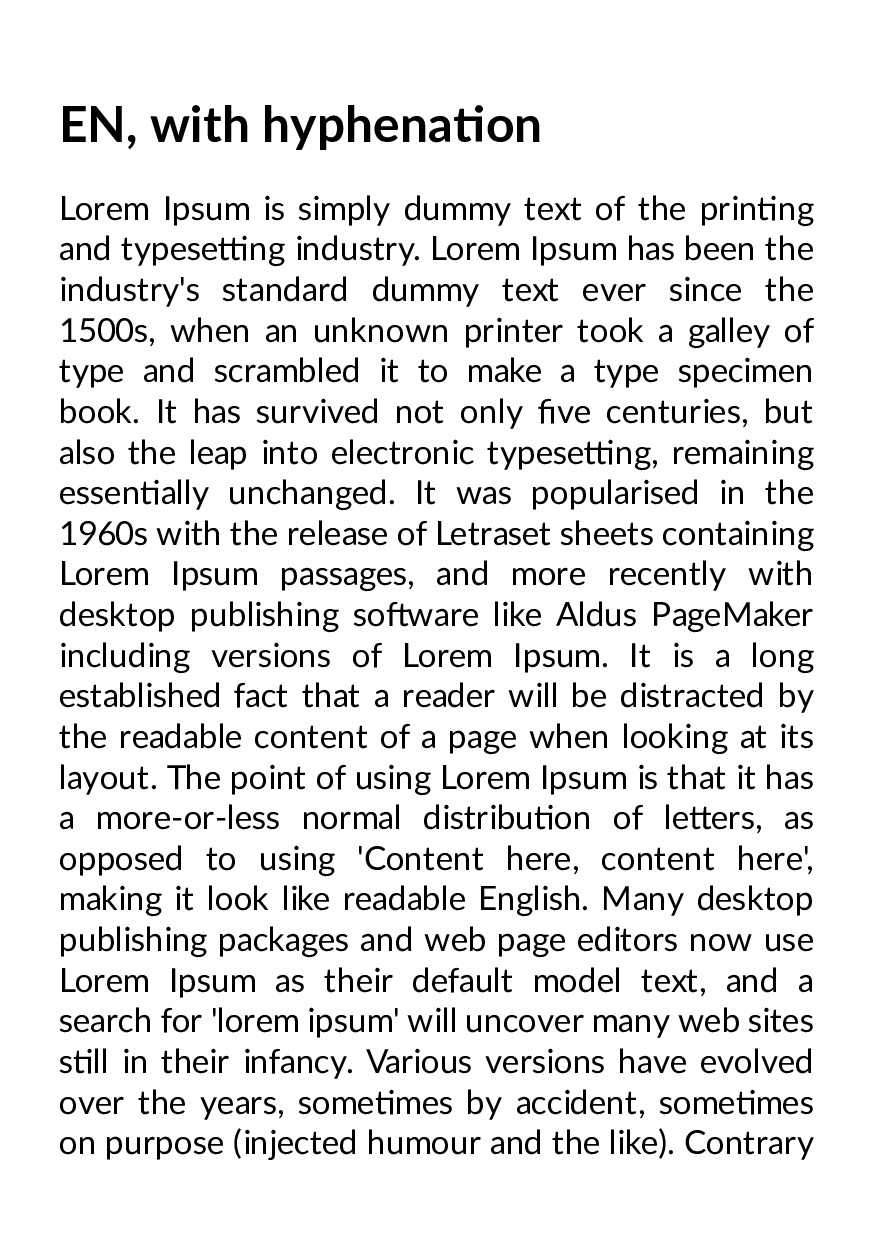 EN, with hyphenation
Lorem Ipsum is simply dummy text of the printing
and typesetting industry. Lorem Ipsum has been the
industry's standard dummy text ever since the
1500s, when an unknown printer took a galley of
type and scrambled it to make a type specimen
book. It has survived not only five centuries, but
also the leap into electronic typesetting, remaining
essentially unchanged. It was popularised in the
1960s with the release of Letraset sheets containing
Lorem Ipsum passages, and more recently with
desktop publishing software like Aldus PageMaker
including versions of Lorem Ipsum. It is a long
established fact that a reader will be distracted by
the readable content of a page when looking at its
layout. The point of using Lorem Ipsum is that it has
a more-or-less normal distribution of letters, as
opposed to using 'Content here, content here',
making it look like readable English. Many desktop
publishing packages and web page editors now use
Lorem Ipsum as their default model text, and a
search for 'lorem ipsum' will uncover many web sites
still in their infancy. Various versions have evolved
over the years, sometimes by accident, sometimes
on purpose (injected humour and the like). Contrary